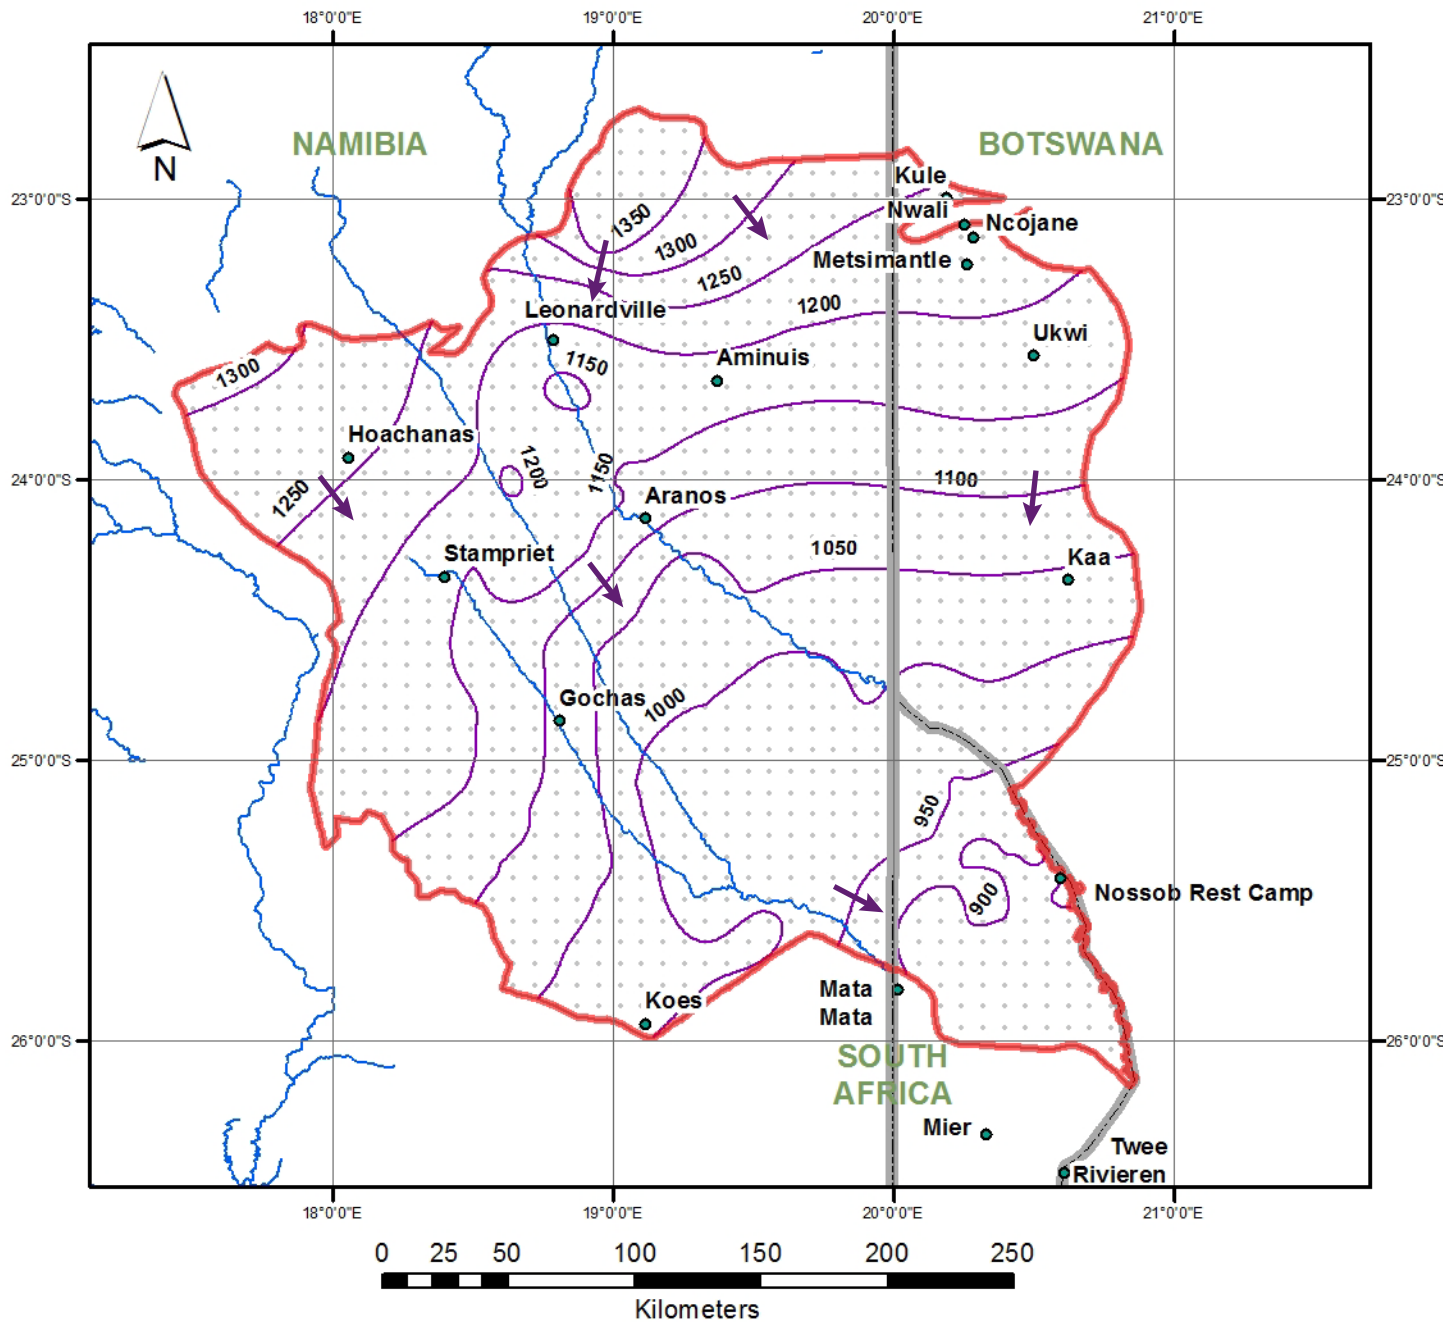 18°0'0"E
19°0'0"E
20°0'0"E
21°0'0"E
NAMIBIA
BOTSWANA
N
Kule
23°0'0"S
23°0'0"S
1350
Nwali
Ncojane
1300
Metsimantle
1250
1200
Leonardville
Ukwi
1150
Aminuis
1300
Hoachanas
1200
1150
24°0'0"S
24°0'0"S
1100
1250
Aranos
1050
Stampriet
Kaa
Gochas
1000
25°0'0"S
25°0'0"S
950
900
Nossob Rest Camp
Koes
Mata
Mata
26°0'0"S
26°0'0"S
SOUTH
AFRICA
Mier
Twee
Rivieren
18°0'0"E
19°0'0"E
20°0'0"E
21°0'0"E
0 25 50 100 150 200 250
Kilometers